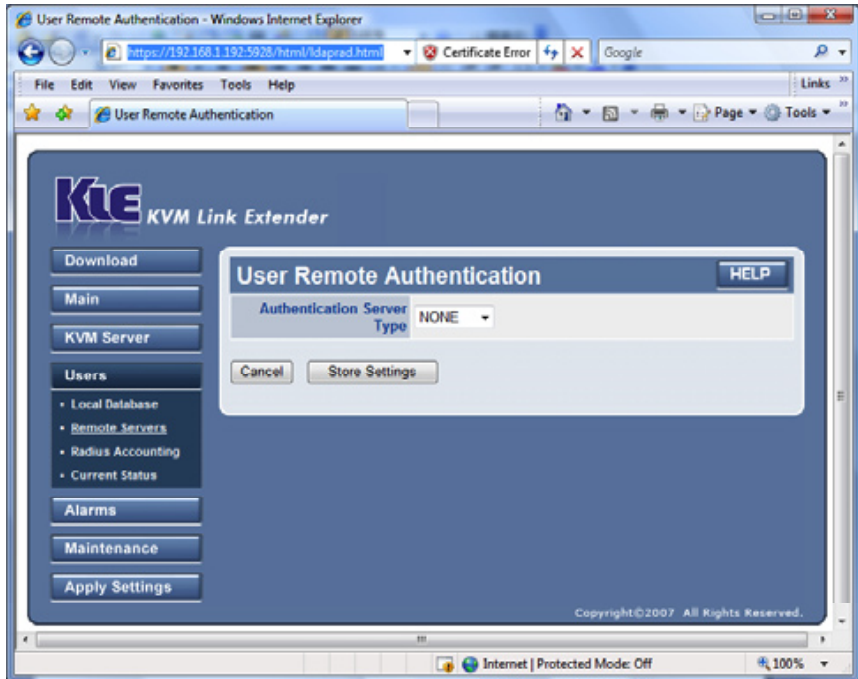 User Remote Authentication - Windows Internet Explorer
https://192.168.1.192:5928/html/ldaprad.html
Certificate Error
Google
File Edit View Favorites Tools Help
Links
User Remote Authentication
Page Tools
KLE KVM Link Extender
Download
Main
KVM Server
Users
Local Database
Remote Servers
Radius Accounting
Current Status
Alarms
Maintenance
Apply Settings
User Remote Authentication
HELP
Authentication Server
Type
NONE
Cancel
Store Settings
Copyright©2007 All Rights Reserved.
Internet | Protected Mode: Off
100%